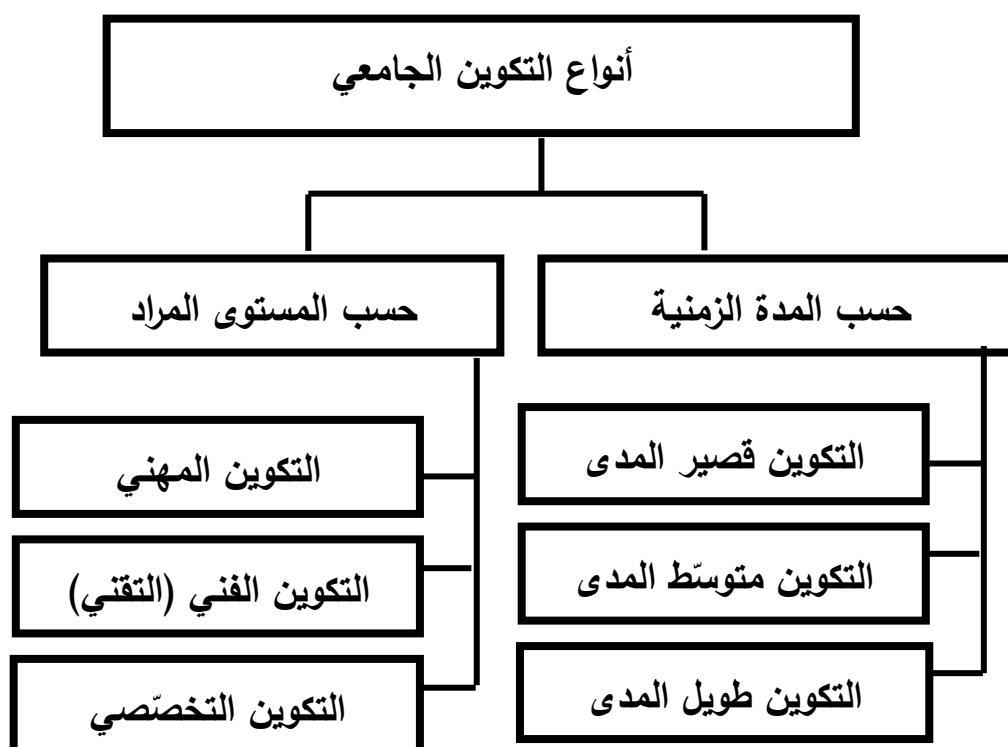 أنواع التكوين الجامعي
حسب المدة الزمنية
حسب المستوى المراد
التكوين قصير المدى
التكوين متوسّط المدى
التكوين طويل المدى
التكوين المهني
التكوين الفني (التقني)
التكوين التخصّصي